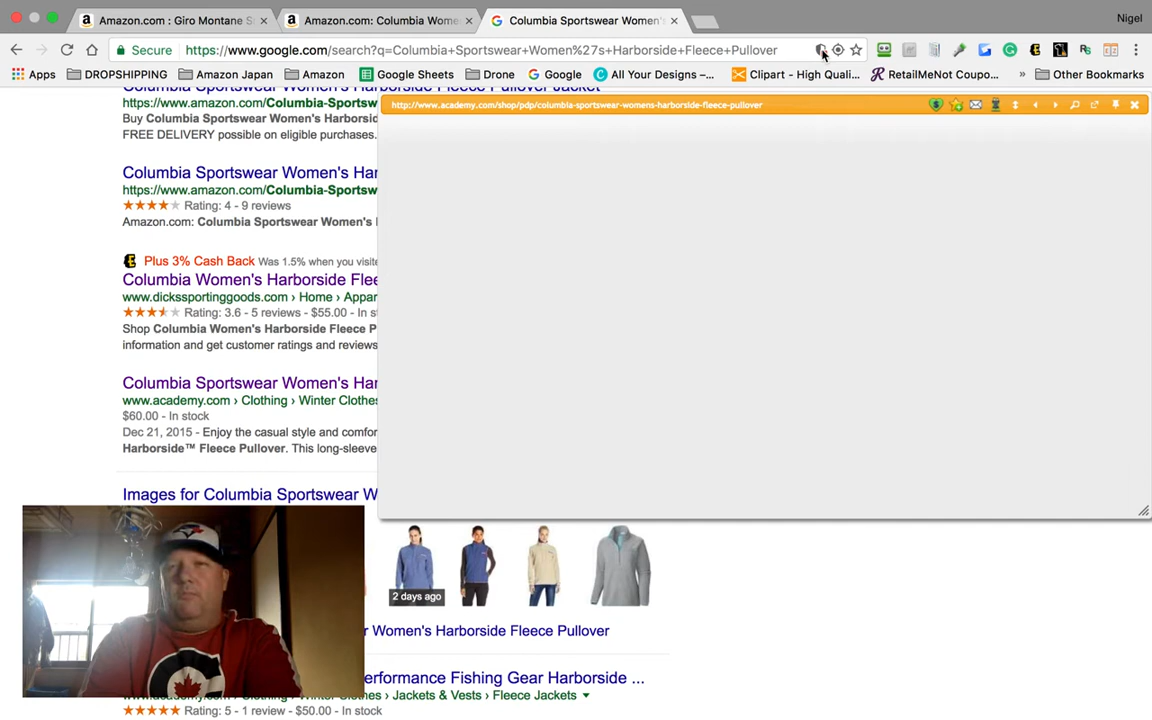 Amazon.com : Giro Montane S
Amazon.com: Columbia Wome
Columbia Sportswear Women's
Nigel
Secure
https://www.google.com/search?q=Columbia+Sportswear+Women%27s+Harborside+Fleece+Pullover
Apps
DROPSHIPPING
Amazon Japan
Amazon
Google Sheets
Drone
Google
All Your Designs –...
Clipart - High Quali...
RetailMeNot Coupo...
»
Other Bookmarks
Columbia Sportswear Women's Harborside Fleece Pullover Jacket
https://www.amazon.com/Columbia-Sportsw
Buy Columbia Sportswear Women's Harborsid
FREE DELIVERY possible on eligible purchases.
http://www.academy.com/shop/pdp/columbia-sportswear-womens-harborside-fleece-pullover
Columbia Sportswear Women's Har
https://www.amazon.com/Columbia-Sportsw
Rating: 4 - 9 reviews
Amazon.com: Columbia Sportswear Women's
Plus 3% Cash Back Was 1.5% when you visite
Columbia Women's Harborside Flee
www.dickssportinggoods.com › Home › Appar
Rating: 3.6 - 5 reviews - $55.00 - In s
Shop Columbia Women's Harborside Fleece P
information and get customer ratings and reviews
Columbia Sportswear Women's Har
www.academy.com › Clothing › Winter Clothes
$60.00 - In stock
Dec 21, 2015 - Enjoy the casual style and comfor
Harborside™ Fleece Pullover. This long-sleeve
Images for Columbia Sportswear W
2 days ago
r Women's Harborside Fleece Pullover
erformance Fishing Gear Harborside ...
www.academy.com › Clothing › Winter Clothes › Jackets & Vests › Fleece Jackets
Rating: 5 - 1 review - $50.00 - In stock